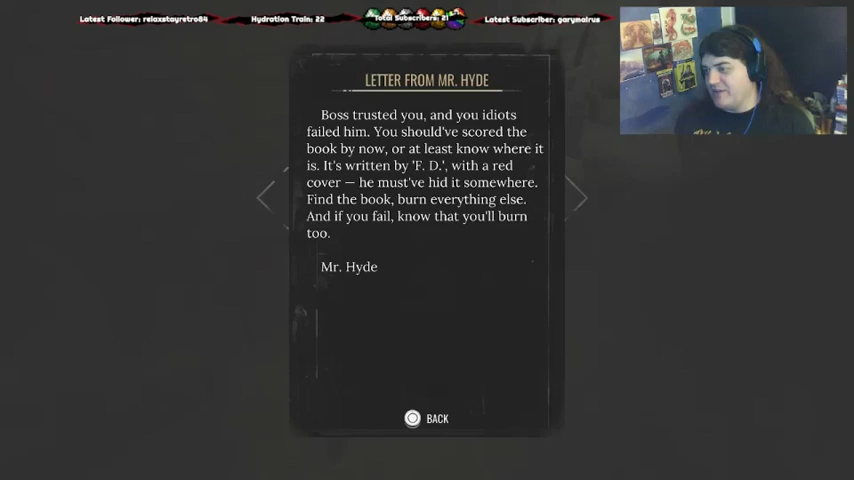 Latest Follower: relaxstayretro84
Hydration Train: 22
Total Subscribers: 21
Latest Subscriber: garymairus
LETTER FROM MR. HYDE
Boss trusted you, and you idiots
failed him. You should've scored the
book by now, or at least know where it
is. It's written by 'F. D.', with a red
cover — he must've hid it somewhere.
Find the book, burn everything else.
And if you fail, know that you'll burn
too.
Mr. Hyde
BACK